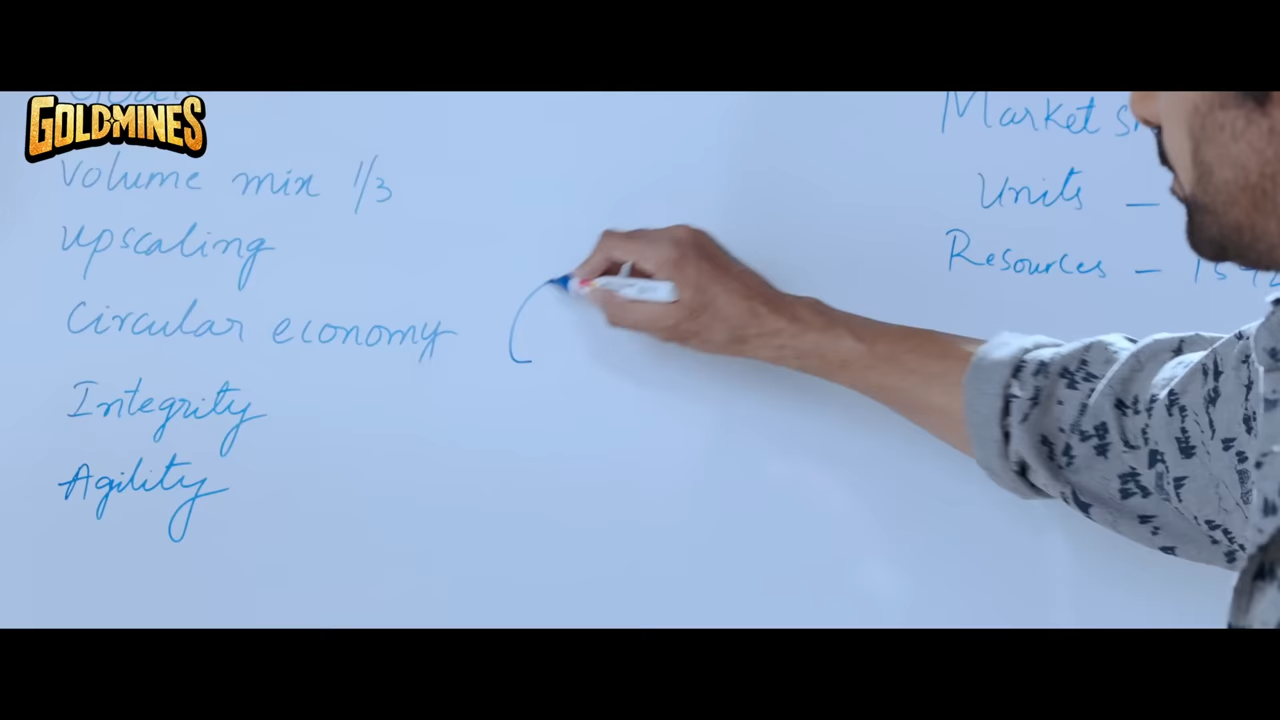 GOLDMINES
Volume mix 1/3
upscaling
Circular economy
Integrity
Agility
Market
Units –
Resources –